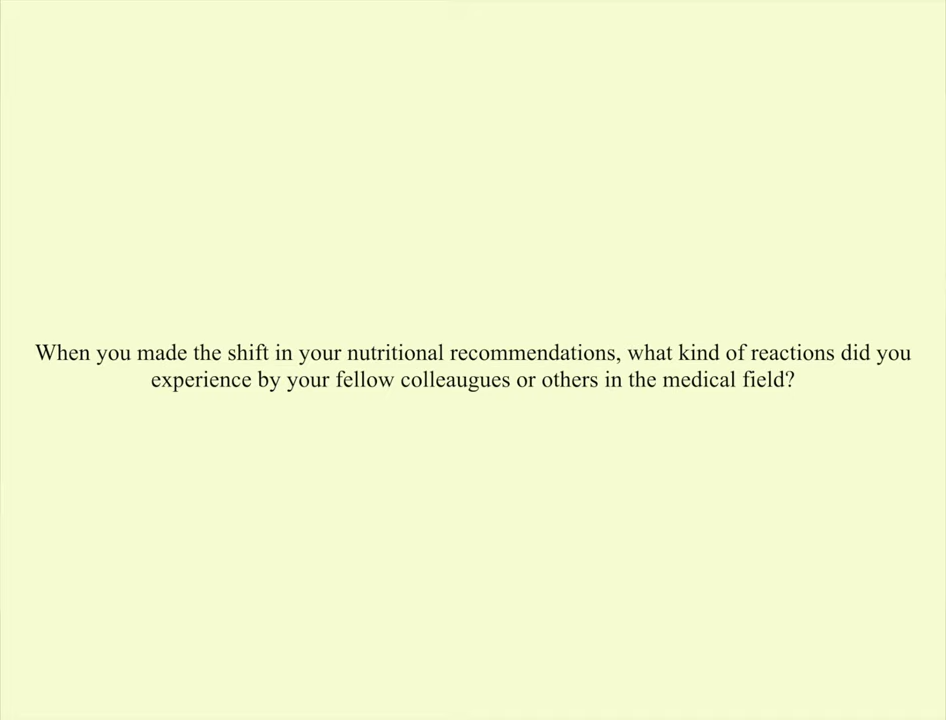 When you made the shift in your nutritional recommendations, what kind of reactions did you
experience by your fellow colleaugues or others in the medical field?